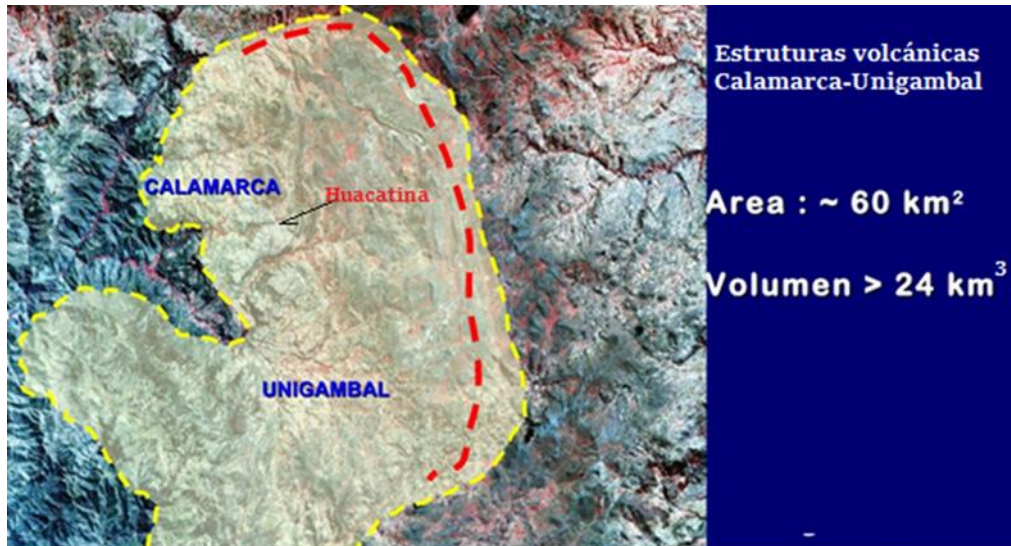 Estruturas volcánicas
Calamarca-Unigambal
CALAMARCA
Huacatina
Area : ~ 60 km²
Volumen > 24 km³
UNIGAMBAL